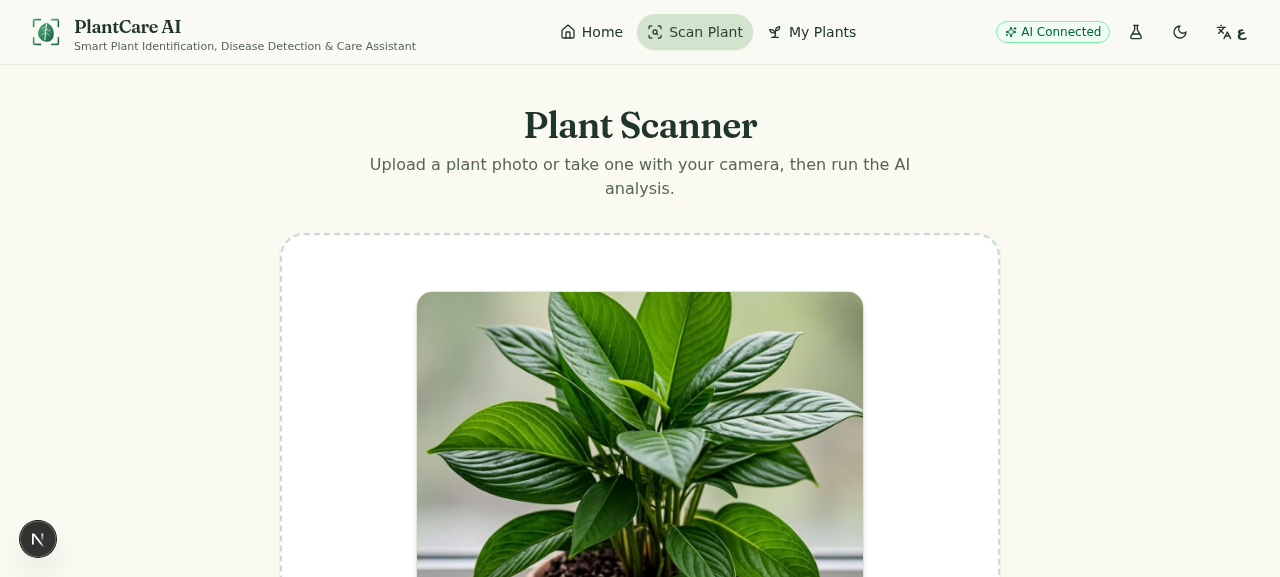 PlantCare AI
Smart Plant Identification, Disease Detection & Care Assistant
Home
Scan Plant
My Plants
AI Connected
ع
Plant Scanner
Upload a plant photo or take one with your camera, then run the AI
analysis.
N